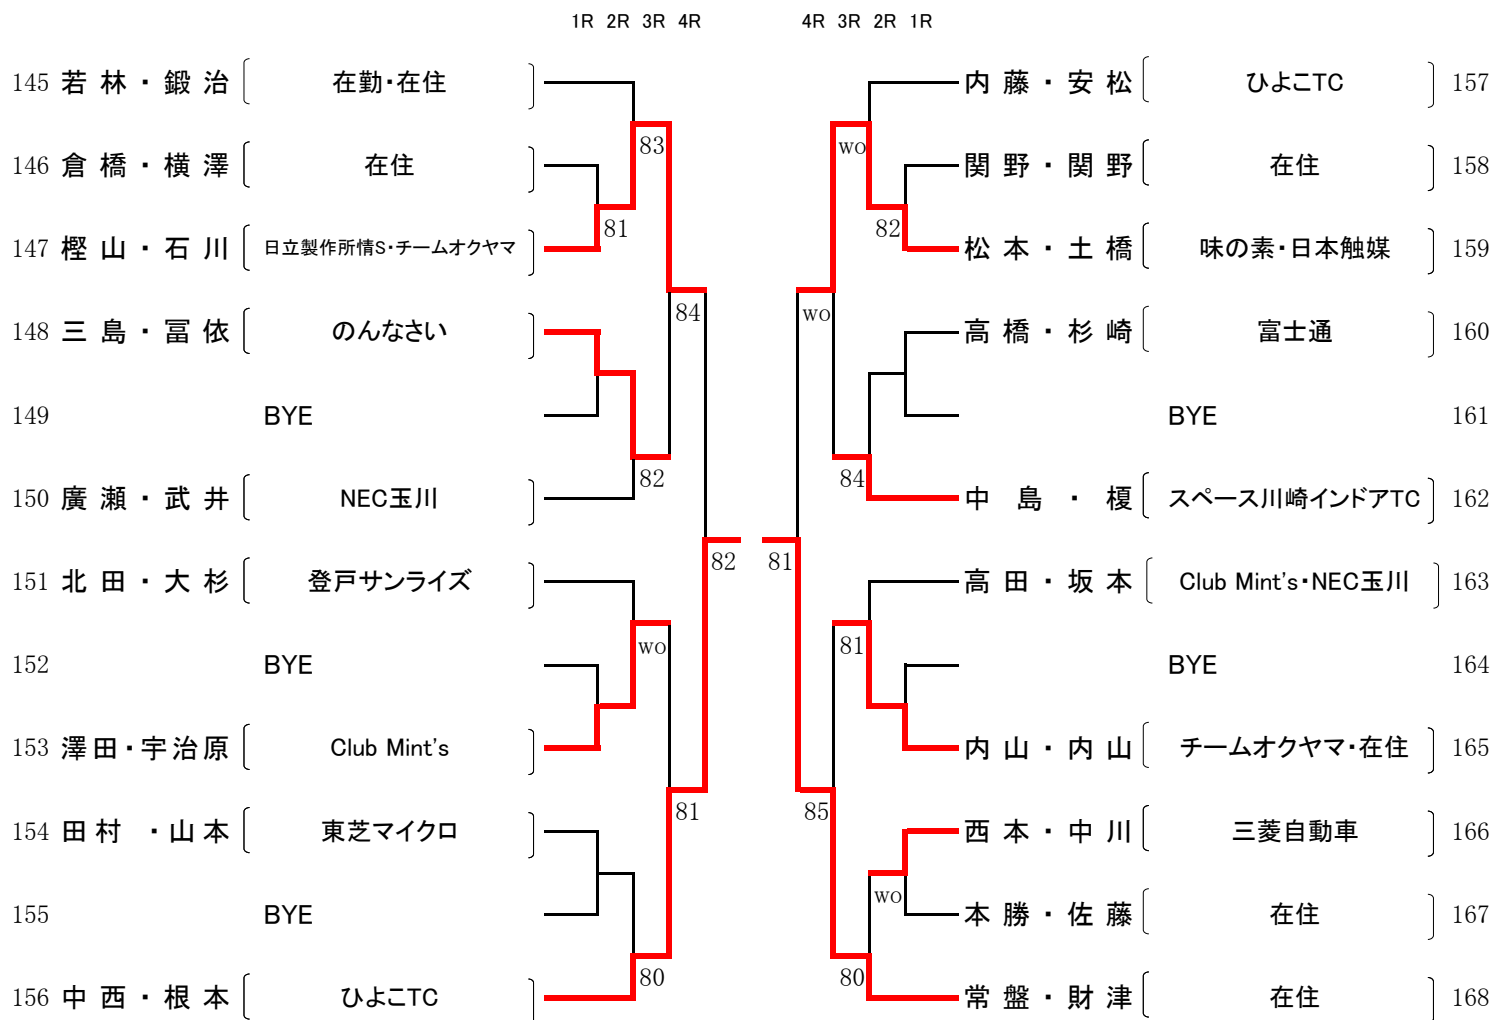 1R 2R 3R 4R 4R 3R 2R 1R
145 若林・鍛治 在勤・在住 内藤・安松 ひよこTC 157
83 wo
146 倉橋・横澤 在住 関野・関野 在住 158
81 82
147 樫山・石川 日立製作所情S・チームオクヤマ 松本・土橋 味の素・日本触媒 159
84 wo
148 三島・冨依 のんなさい 高橋・杉崎 富士通 160
149 BYE BYE 161
82 84
150 廣瀬・武井 NEC玉川 中島・榎 スペース川崎インドアTC 162
82 81
151 北田・大杉 登戸サンライズ 高田・坂本 Club Mint's・NEC玉川 163
wo 81
152 BYE BYE 164
153 澤田・宇治原 Club Mint's 内山・内山 チームオクヤマ・在住 165
81 85
154 田村・山本 東芝マイクロ 西本・中川 三菱自動車 166
wo
155 BYE 本勝・佐藤 在住 167
80 80
156 中西・根本 ひよこTC 常盤・財津 在住 168